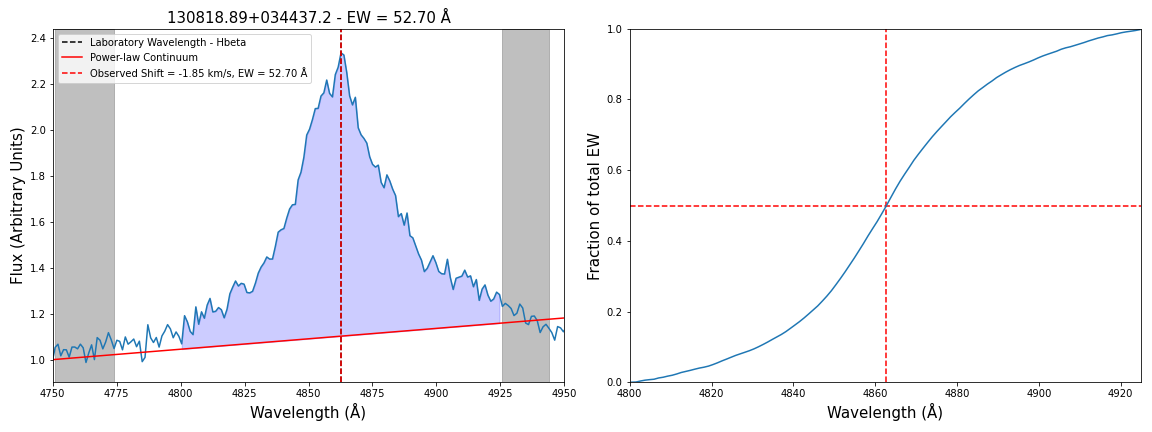 130818.89+034437.2 - EW = 52.70 Å
Laboratory Wavelength - Hbeta
Power-law Continuum
Observed Shift = -1.85 km/s, EW = 52.70 Å
Flux (Arbitrary Units)
2.4
2.2
2.0
1.8
1.6
1.4
1.2
1.0
4750 4775 4800 4825 4850 4875 4900 4925 4950
Wavelength (Å)
Fraction of total EW
1.0
0.8
0.6
0.4
0.2
0.0
4800 4820 4840 4860 4880 4900 4920
Wavelength (Å)